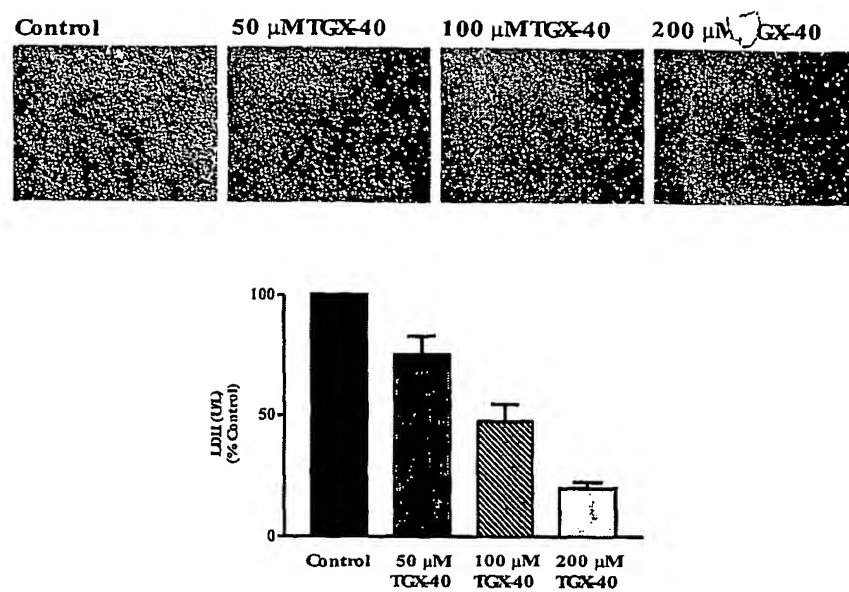 Control 50 μMTGX-40 100 μMTGX-40 200 μM GX-40
100
50
0
LDH (U/L)
(% Control)
Control 50 μM 100 μM 200 μM
TGX-40 TGX-40 TGX-40